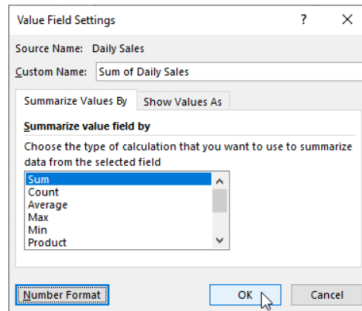 Value Field Settings ? X
Source Name: Daily Sales
Custom Name: Sum of Daily Sales
Summarize Values By Show Values As
Summarize value field by
Choose the type of calculation that you want to use to summarize
data from the selected field
Sum
Count
Average
Max
Min
Product
Number Format OK Cancel